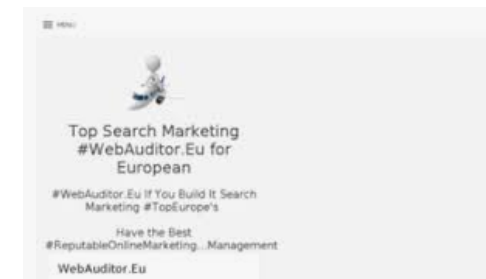 MENU
Top Search Marketing
#WebAuditor.Eu for
European
#WebAuditor.Eu If You Build It Search
Marketing #TopEurope's
Have the Best
#ReputableOnlineMarketing...Management
WebAuditor.Eu